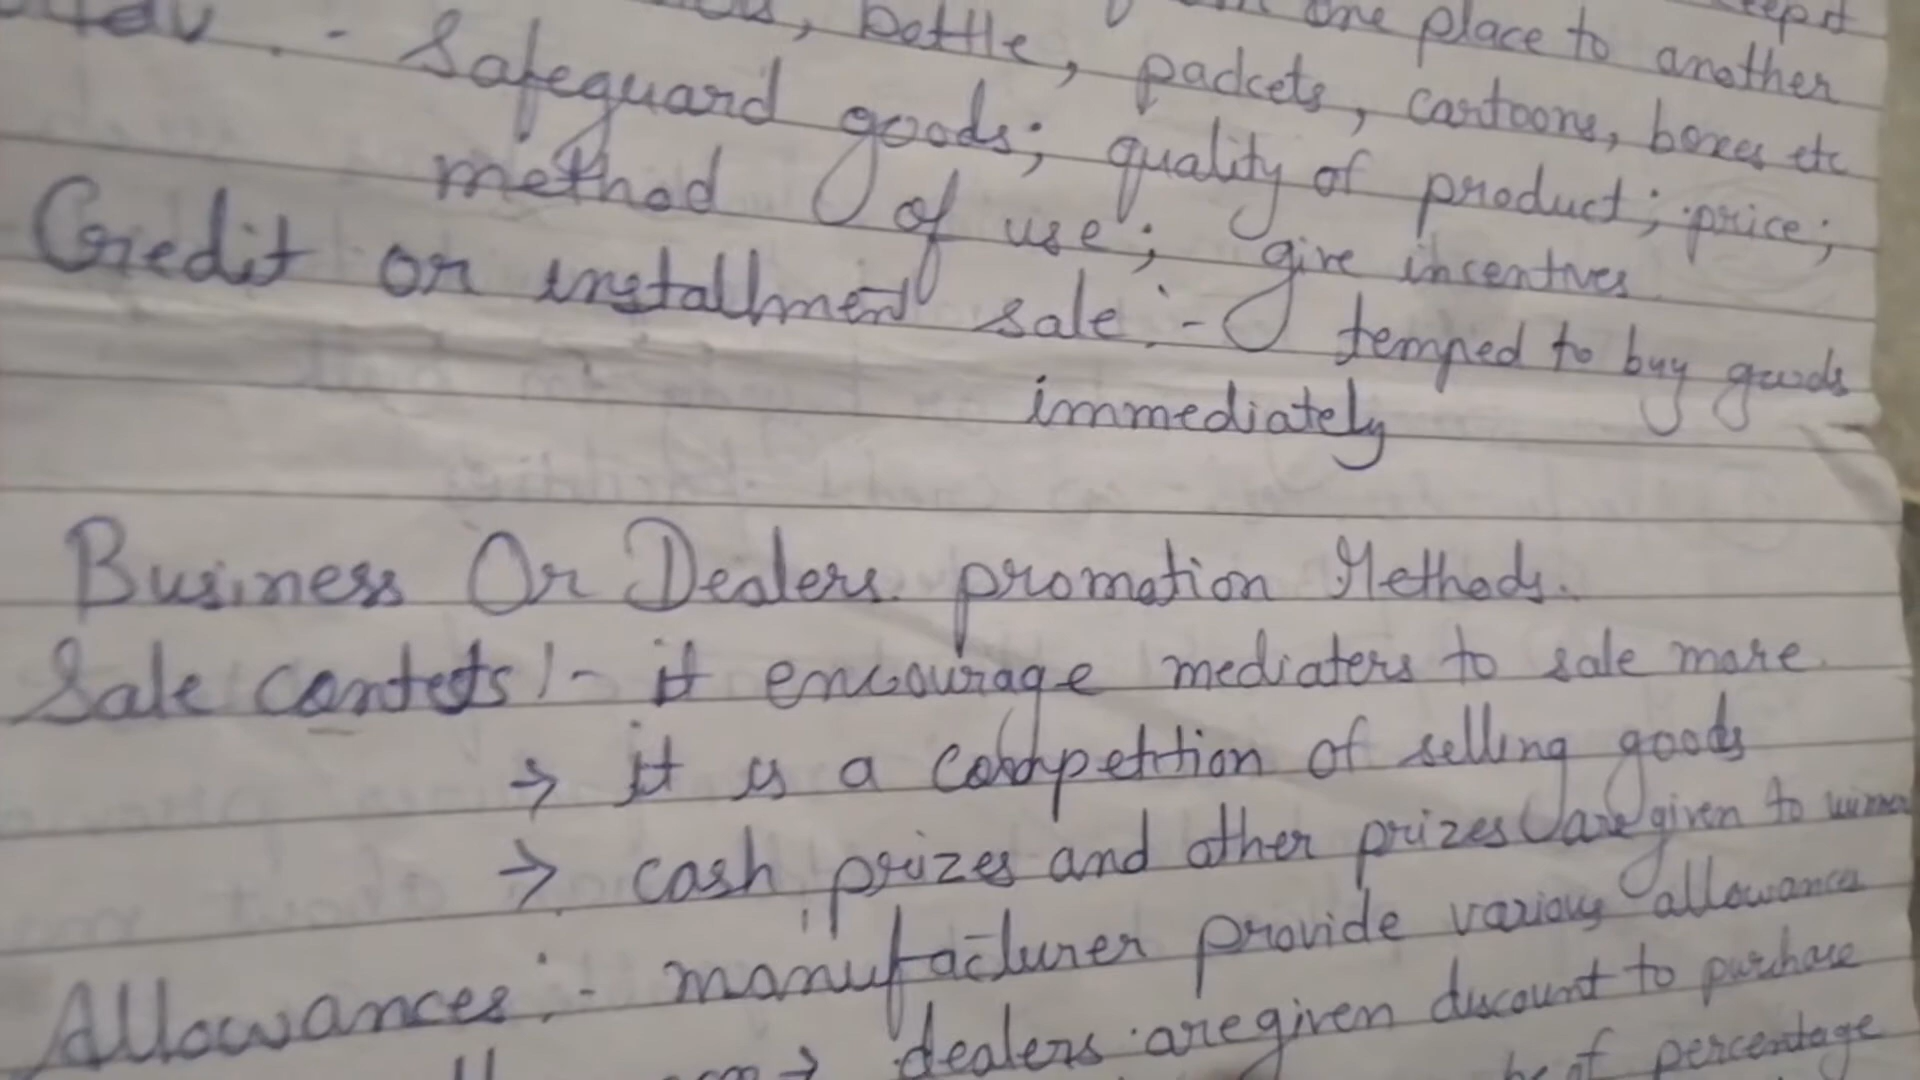 one place to another
bottle, packets, cartoons, boxes etc
- Safeguard goods; quality of product; price;
method of use; give incentives
Credit or installment sale :- temped to buy goods
immediately
Business Or Dealers promotion Methods.
Sale contets :- it encourage mediaters to sale more
→ it is a competition of selling goods
→ cash prizes and other prizes are given to
Allowances :- manufacturer provide various allowances
→ dealers are given discount to purchase
percentage